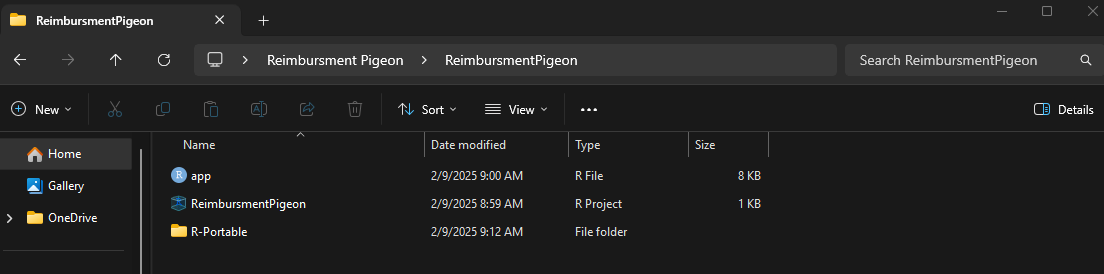 ReimbursmentPigeon
Reimbursment Pigeon > ReimbursmentPigeon
Search ReimbursmentPigeon
New
Sort
View
Details
Name Date modified Type Size
Home
Gallery
OneDrive
R app 2/9/2025 9:00 AM R File 8 KB
ReimbursmentPigeon 2/9/2025 8:59 AM R Project 1 KB
R-Portable 2/9/2025 9:12 AM File folder